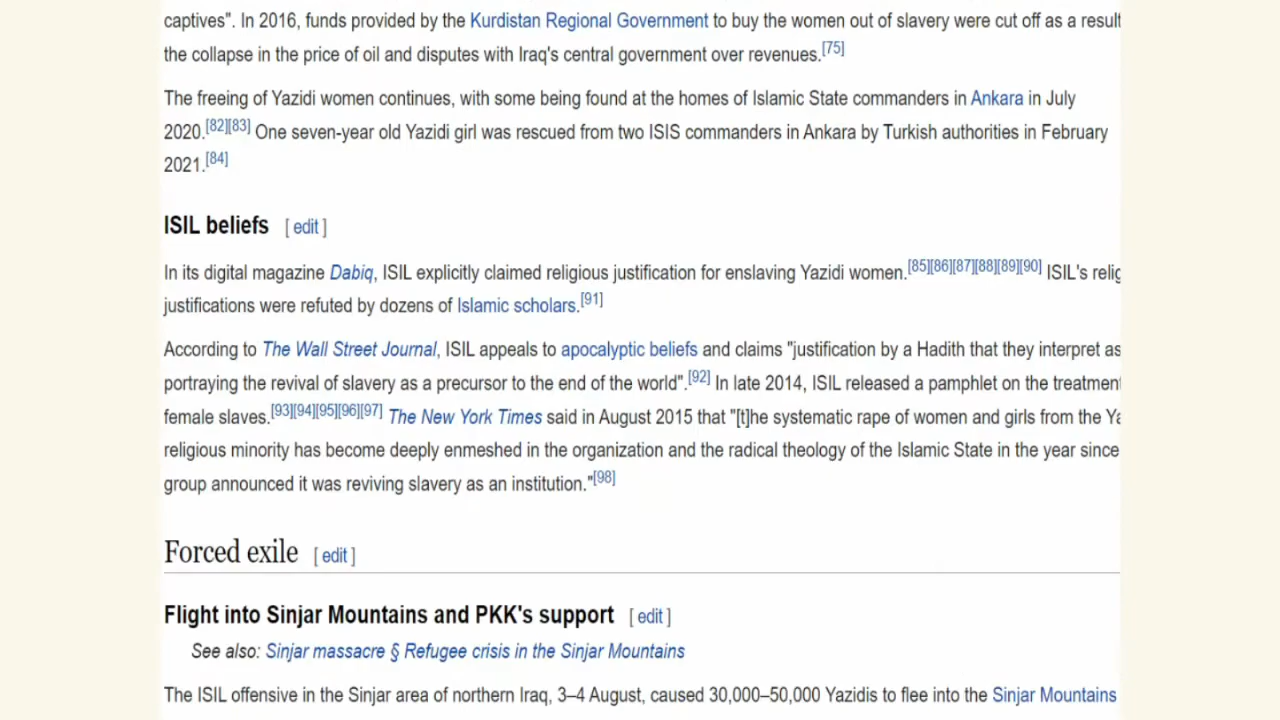 captives". In 2016, funds provided by the Kurdistan Regional Government to buy the women out of slavery were cut off as a result
the collapse in the price of oil and disputes with Iraq's central government over revenues.[75]
The freeing of Yazidi women continues, with some being found at the homes of Islamic State commanders in Ankara in July
2020.[82][83] One seven-year old Yazidi girl was rescued from two ISIS commanders in Ankara by Turkish authorities in February
2021.[84]
ISIL beliefs [ edit ]
In its digital magazine Dabiq, ISIL explicitly claimed religious justification for enslaving Yazidi women.[85][86][87][88][89][90] ISIL's
justifications were refuted by dozens of Islamic scholars.[91]
According to The Wall Street Journal, ISIL appeals to apocalyptic beliefs and claims "justification by a Hadith that they interpret as
portraying the revival of slavery as a precursor to the end of the world".[92] In late 2014, ISIL released a pamphlet on the treatment
female slaves.[93][94][95][96][97] The New York Times said in August 2015 that "[t]he systematic rape of women and girls from the
religious minority has become deeply enmeshed in the organization and the radical theology of the Islamic State in the year since
group announced it was reviving slavery as an institution."[98]
Forced exile [ edit ]
Flight into Sinjar Mountains and PKK's support [ edit ]
See also: Sinjar massacre § Refugee crisis in the Sinjar Mountains
The ISIL offensive in the Sinjar area of northern Iraq, 3–4 August, caused 30,000–50,000 Yazidis to flee into the Sinjar Mountains